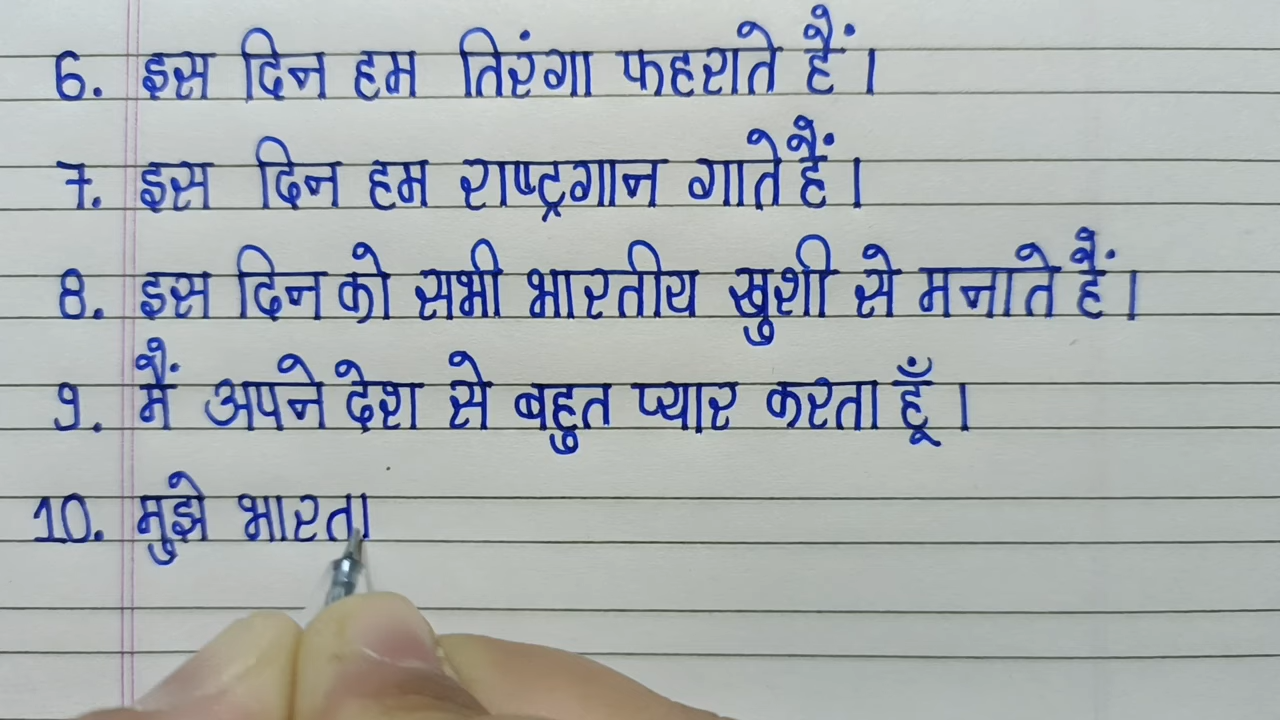 6. इस दिन हम तिरंगा फहराते हैं।
7. इस दिन हम राष्ट्रगान गाते हैं।
8. इस दिन को सभी भारतीय खुशी से मनाते हैं।
9. मैं अपने देश से बहुत प्यार करता हूँ।
10. मुझे भारता